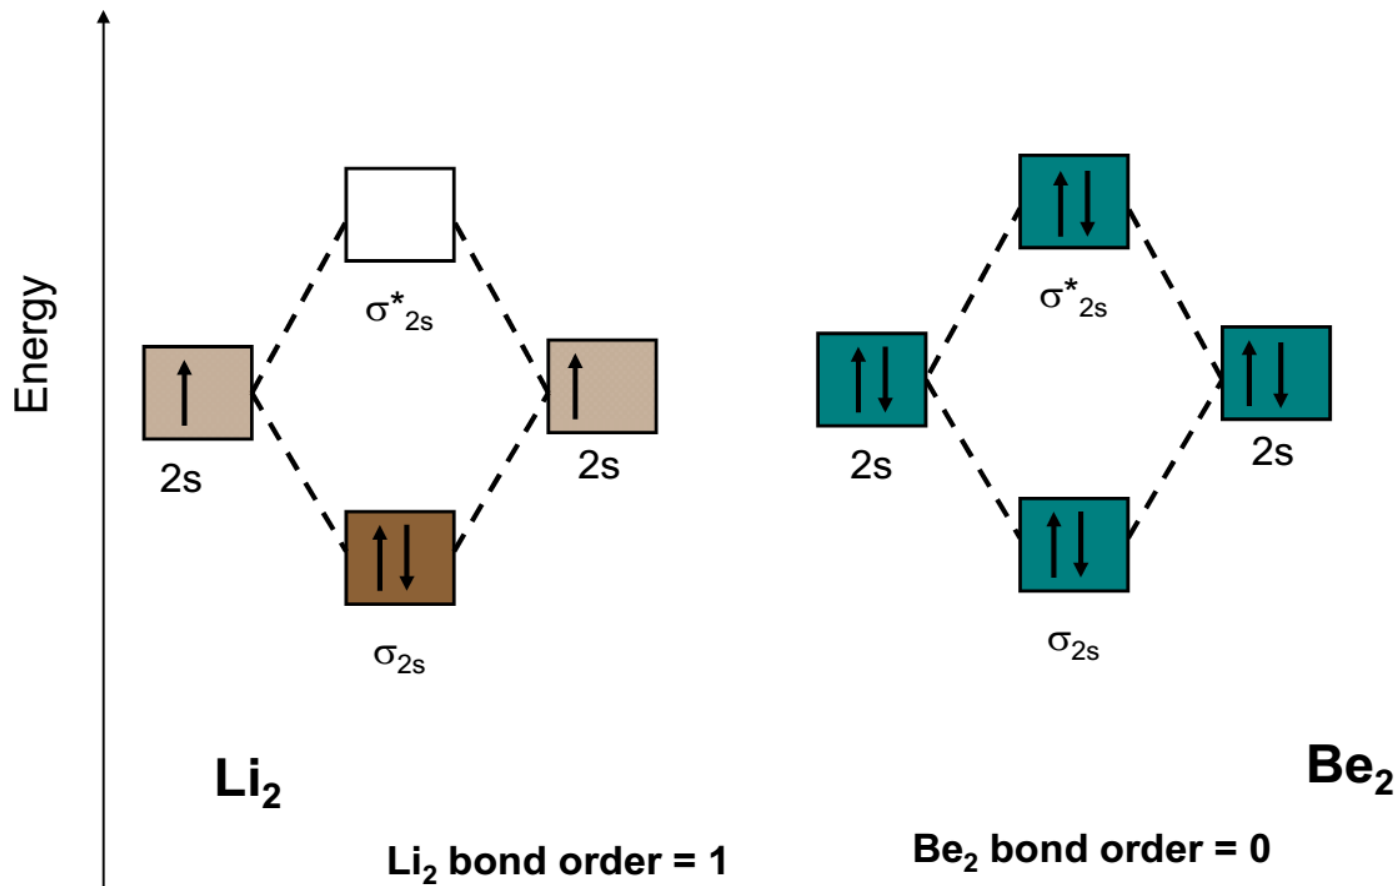 Energy
σ*2s
2s
2s
σ2s
Li2
Li2 bond order = 1
σ*2s
2s
2s
σ2s
Be2
Be2 bond order = 0